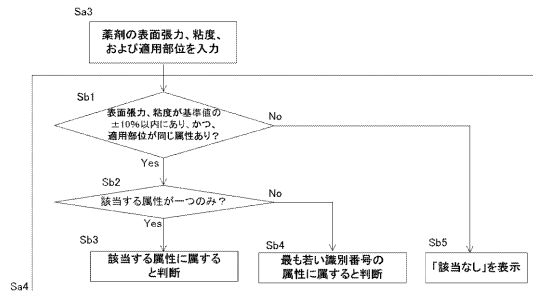 Sa3
薬剤の表面張力、粘度、
および適用部位を入力
Sb1
表面張力、粘度が基準値の
±10%以内にあり、かつ、
適用部位が同じ属性あり?
No
Yes
Sb2
該当する属性が一つのみ?
No
Yes
Sb3
該当する属性に属する
と判断
Sb4
最も若い識別番号の
属性に属すると判断
Sb5
「該当なし」を表示
Sa4